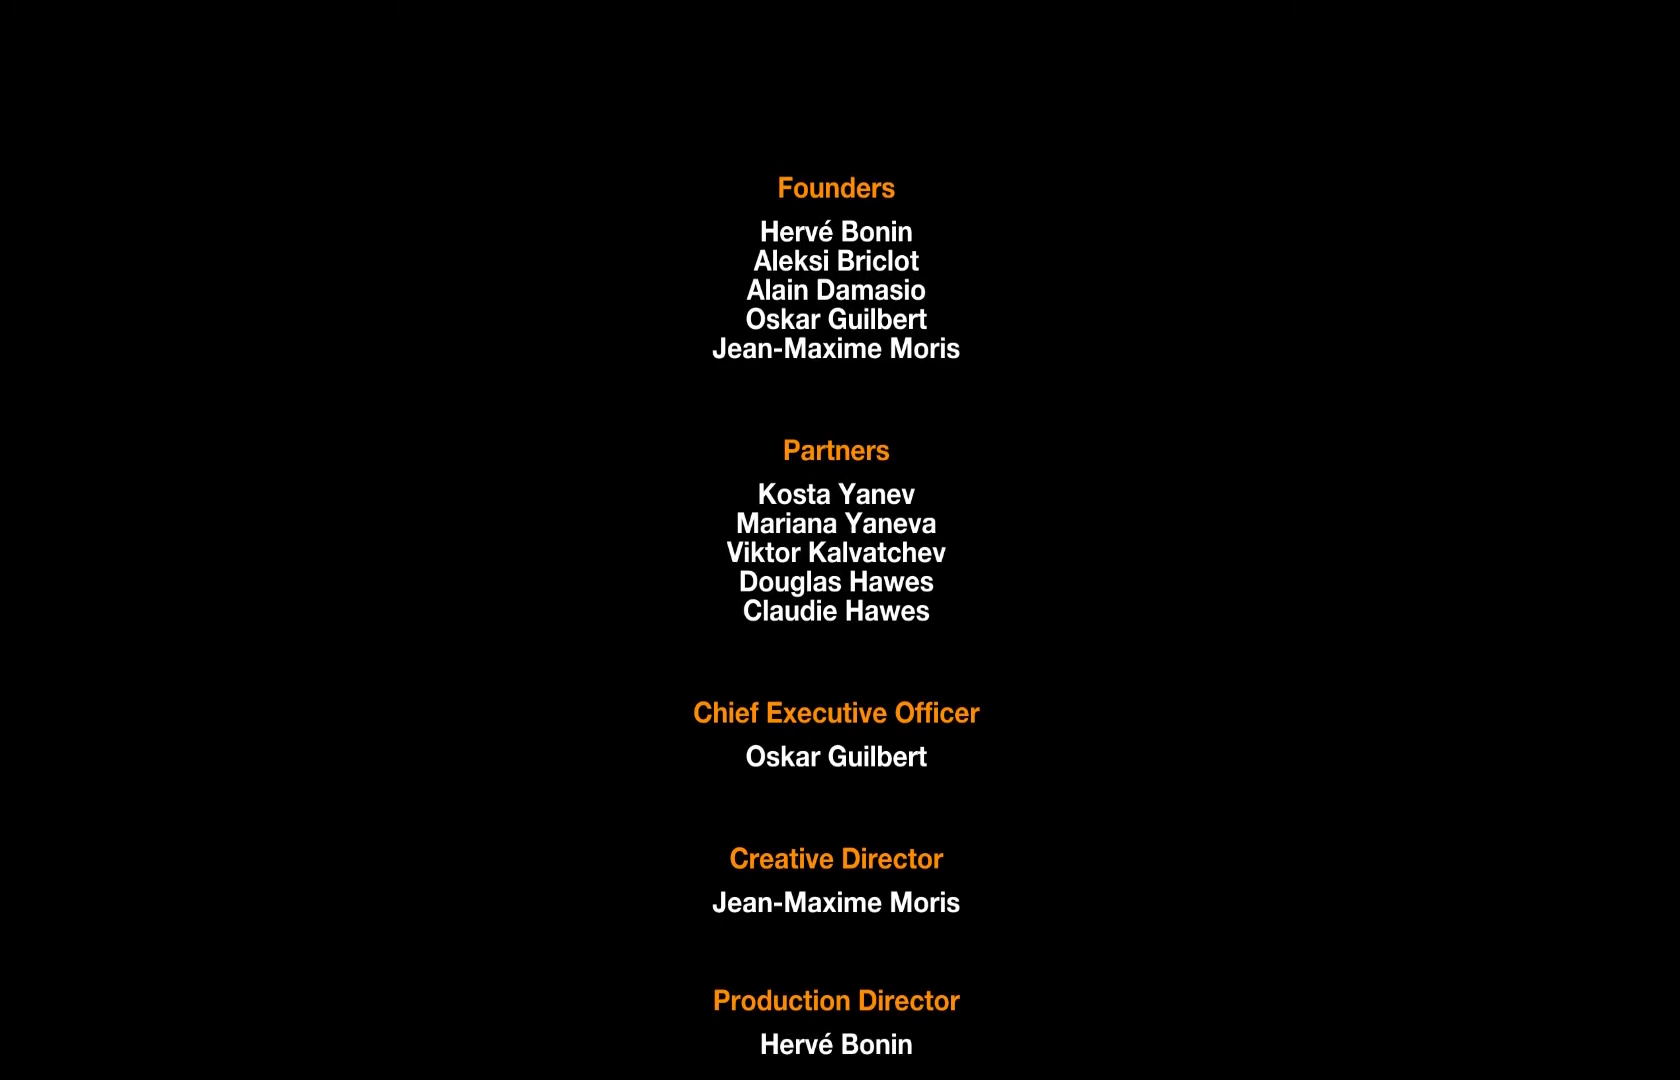 Founders
Hervé Bonin
Aleksi Briclot
Alain Damasio
Oskar Guilbert
Jean-Maxime Moris
Partners
Kosta Yanev
Mariana Yaneva
Viktor Kalvatchev
Douglas Hawes
Claudie Hawes
Chief Executive Officer
Oskar Guilbert
Creative Director
Jean-Maxime Moris
Production Director
Hervé Bonin